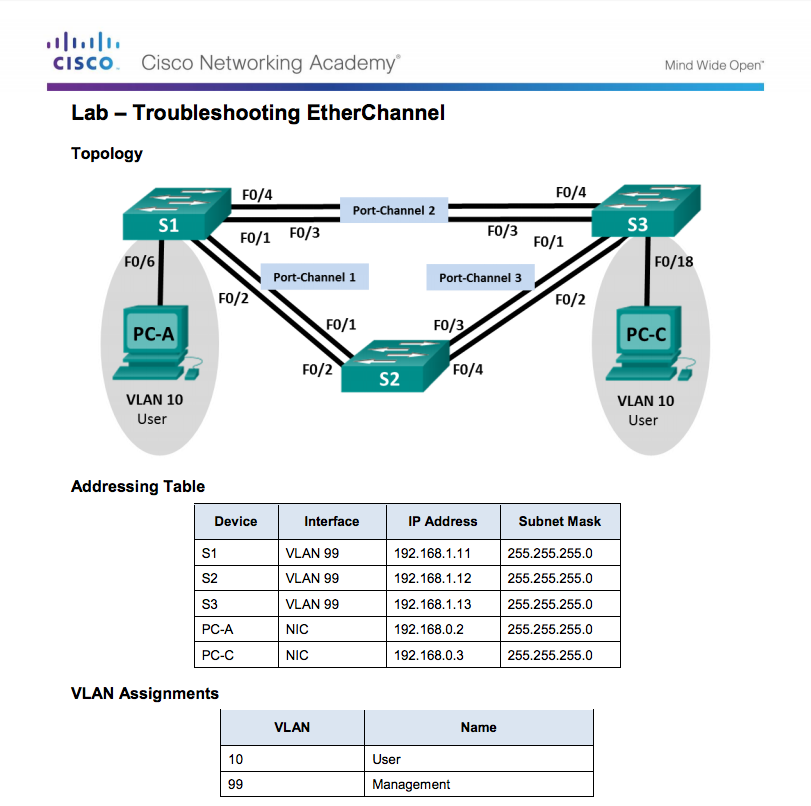 CISCO Cisco Networking Academy® Mind Wide Open™
Lab – Troubleshooting EtherChannel
Topology
F0/4 F0/4
Port-Channel 2
S1 S3
F0/1 F0/3 F0/3 F0/1
F0/6 F0/18
Port-Channel 1 Port-Channel 3
F0/2 F0/2
PC-A F0/1 F0/3 PC-C
F0/2 F0/4
S2
VLAN 10 VLAN 10
User User
Addressing Table
Device Interface IP Address Subnet Mask
S1 VLAN 99 192.168.1.11 255.255.255.0
S2 VLAN 99 192.168.1.12 255.255.255.0
S3 VLAN 99 192.168.1.13 255.255.255.0
PC-A NIC 192.168.0.2 255.255.255.0
PC-C NIC 192.168.0.3 255.255.255.0
VLAN Assignments
VLAN Name
10 User
99 Management